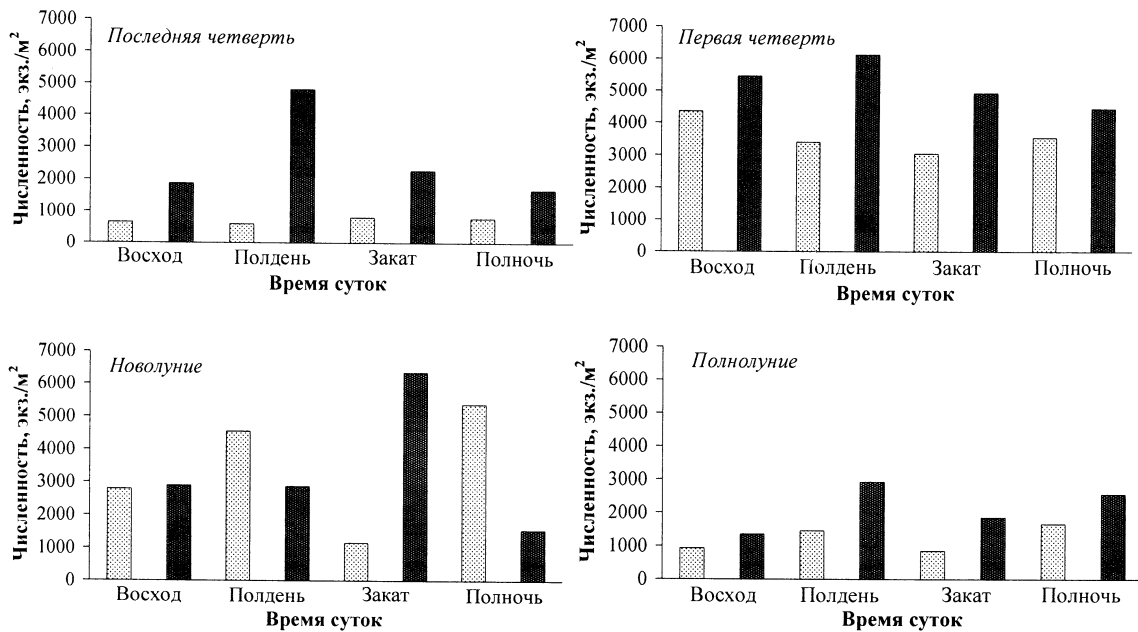 Последняя четверть
Численность, экз./м²
7000
6000
5000
4000
3000
2000
1000
0
Восход Полдень Закат Полночь
Время суток
Первая четверть
Численность, экз./м²
7000
6000
5000
4000
3000
2000
1000
0
Восход Полдень Закат Полночь
Время суток
Новолуние
Численность, экз./м²
7000
6000
5000
4000
3000
2000
1000
0
Восход Полдень Закат Полночь
Время суток
Полнолуние
Численность, экз./м²
7000
6000
5000
4000
3000
2000
1000
0
Восход Полдень Закат Полночь
Время суток